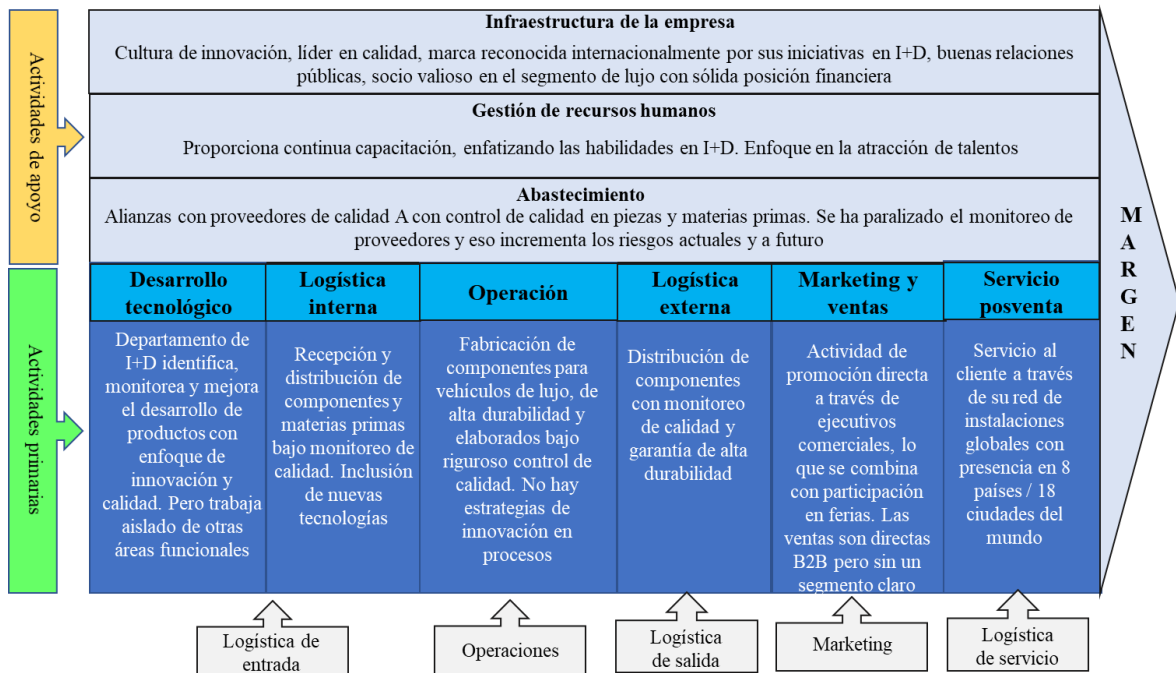 Infraestructura de la empresa
Cultura de innovación, líder en calidad, marca reconocida internacionalmente por sus iniciativas en I+D, buenas relaciones
públicas, socio valioso en el segmento de lujo con sólida posición financiera
Gestión de recursos humanos
Proporciona continua capacitación, enfatizando las habilidades en I+D. Enfoque en la atracción de talentos
Abastecimiento
Alianzas con proveedores de calidad A con control de calidad en piezas y materias primas. Se ha paralizado el monitoreo de
proveedores y eso incrementa los riesgos actuales y a futuro
Actividades de
apoyo
Actividades primarias
Desarrollo
tecnológico
Departamento de
I+D identifica,
monitorea y mejora
el desarrollo de
productos con
enfoque de
innovación y
calidad. Pero trabaja
aislado de otras
áreas funcionales
Logística
interna
Recepción y
distribución de
componentes y
materias primas
bajo monitoreo de
calidad. Inclusión
de nuevas
tecnologías
Operación
Fabricación de
componentes para
vehículos de lujo, de
alta durabilidad y
elaborados bajo
riguroso control de
calidad. No hay
estrategias de
innovación en
procesos
Logística
externa
Distribución de
componentes
con monitoreo
de calidad y
garantía de alta
durabilidad
Marketing y
ventas
Actividad de
promoción directa
a través de
ejecutivos
comerciales, lo
que se combina
con participación
en ferias. Las
ventas son directas
B2B pero sin un
segmento claro
Servicio
posventa
Servicio al
cliente a través
de su red de
instalaciones
globales con
presencia en 8
países / 18
ciudades del
mundo
M
A
R
G
E
N
Logística de
entrada
Operaciones
Logística
de salida
Marketing
Logística
de servicio